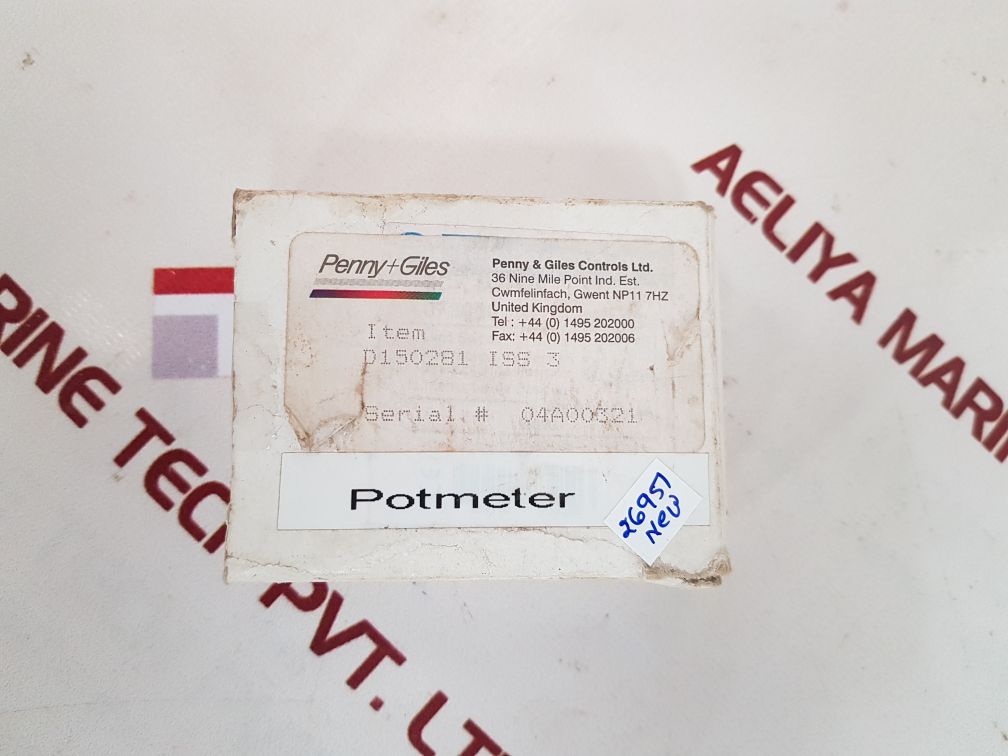 Penny+Giles
Penny & Giles Controls Ltd.
36 Nine Mile Point Ind. Est.
Cwmfelinfach, Gwent NP11 7HZ
United Kingdom
Tel : +44 (0) 1495 202000
Fax: +44 (0) 1495 202006
Item
D150281 ISS 3
Serial # 04A00321
Potmeter
26951
New
AELIYA MARI
RINE TECH PVT. LT